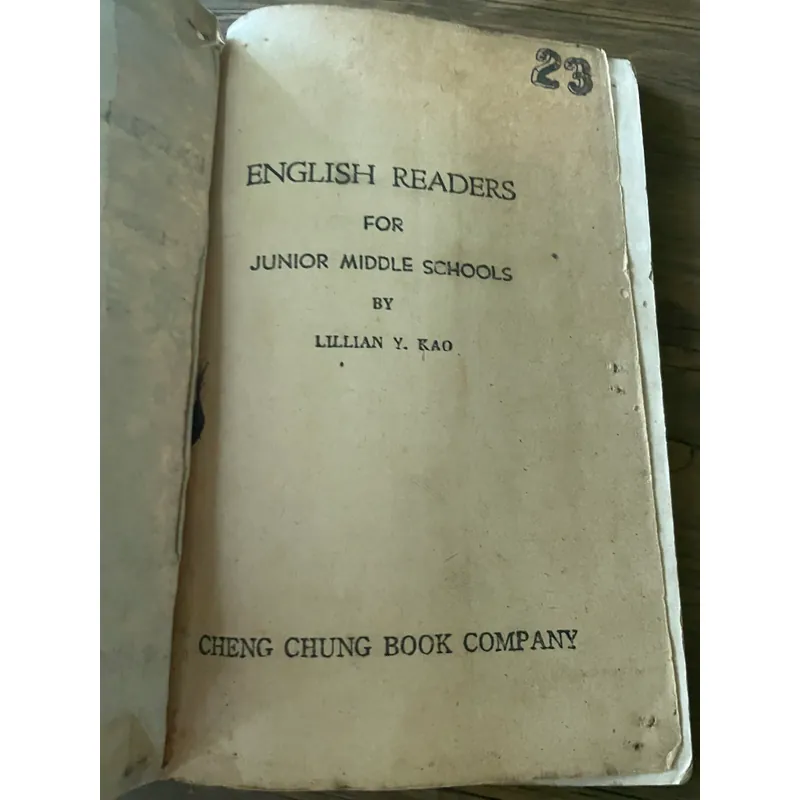 23
ENGLISH READERS
FOR
JUNIOR MIDDLE SCHOOLS
BY
LILLIAN Y. KAO
CHENG CHUNG BOOK COMPANY